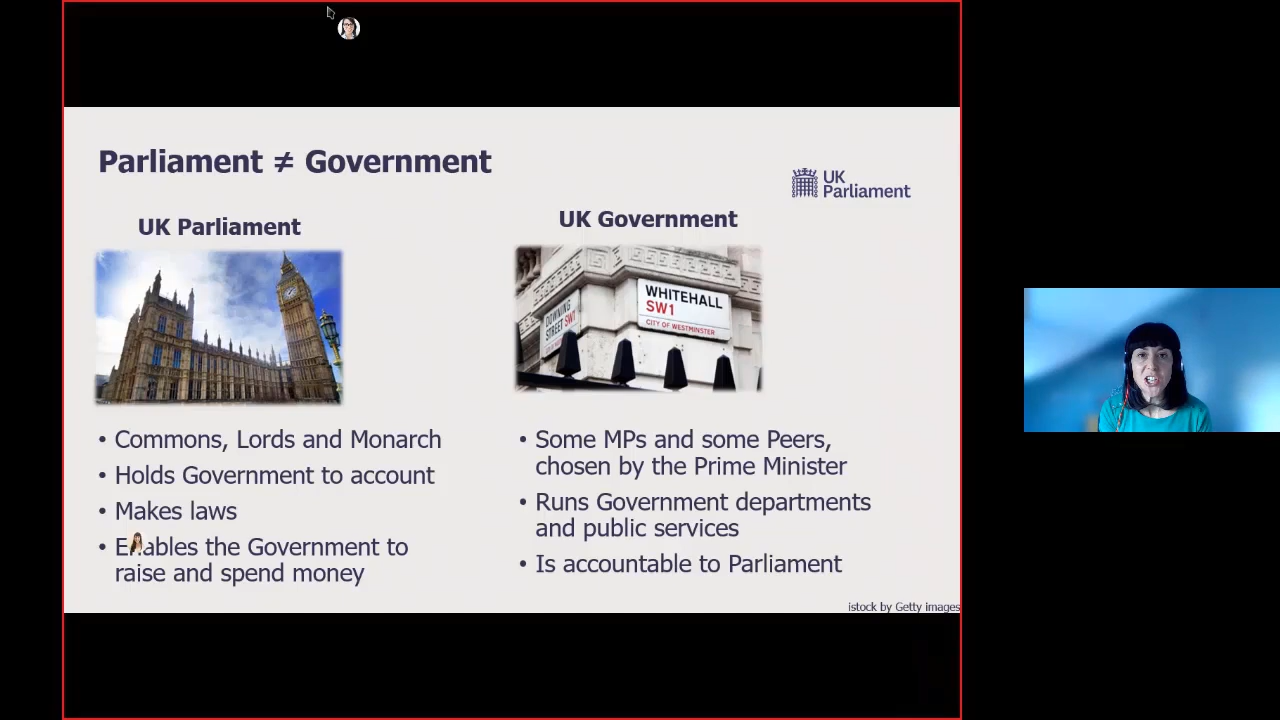 Parliament ≠ Government
UK
Parliament
UK Parliament
UK Government
DOWNING
STREET SW1
WHITEHALL
SW1
CITY OF WESTMINSTER
• Commons, Lords and Monarch
• Holds Government to account
• Makes laws
• Enables the Government to
raise and spend money
• Some MPs and some Peers,
chosen by the Prime Minister
• Runs Government departments
and public services
• Is accountable to Parliament
istock by Getty images